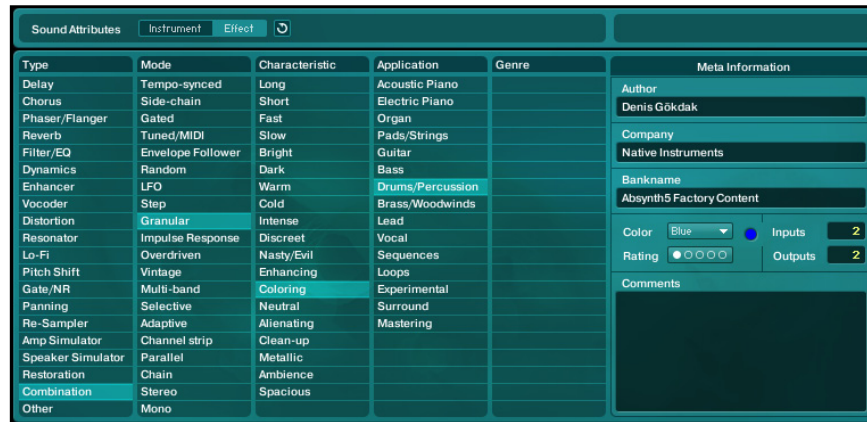 Sound Attributes Instrument Effect
Type Mode Characteristic Application Genre Meta Information
Delay Tempo-synced Long Acoustic Piano
Author
Chorus Side-chain Short Electric Piano
Denis Gökdak
Phaser/Flanger Gated Fast Organ
Reverb Tuned/MIDI Slow Pads/Strings
Company
Filter/EQ Envelope Follower Bright Guitar
Native Instruments
Dynamics Random Dark Bass
Bankname
Enhancer LFO Warm Drums/Percussion
Vocoder Step Cold Brass/Woodwinds
Absynth5 Factory Content
Distortion Granular Intense Lead
Resonator Impulse Response Discreet Vocal
Color Blue Inputs 2
Lo-Fi Overdriven Nasty/Evil Sequences
Pitch Shift Vintage Enhancing Loops
Rating Outputs 2
Gate/NR Multi-band Coloring Experimental
Comments
Panning Selective Neutral Surround
Re-Sampler Adaptive Alienating Mastering
Amp Simulator Channel strip Clean-up
Speaker Simulator Parallel Metallic
Restoration Chain Ambience
Combination Stereo Spacious
Other Mono